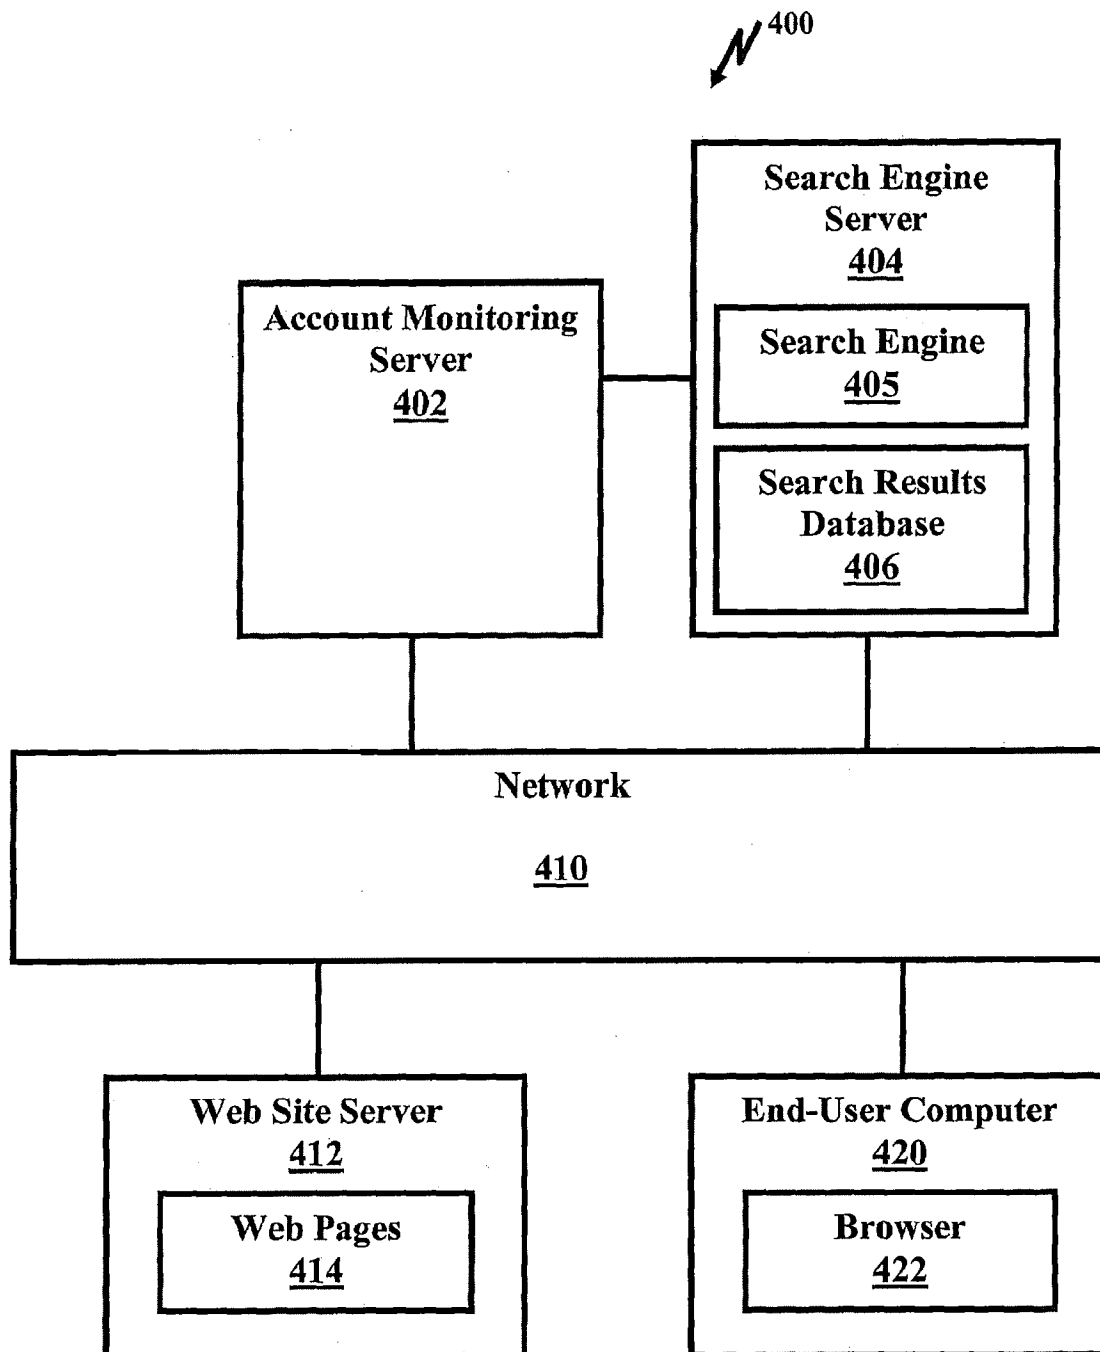 400
Search Engine
Server
404
Account Monitoring
Server
402
Search Engine
405
Search Results
Database
406
Network
410
Web Site Server
412
Web Pages
414
End-User Computer
420
Browser
422